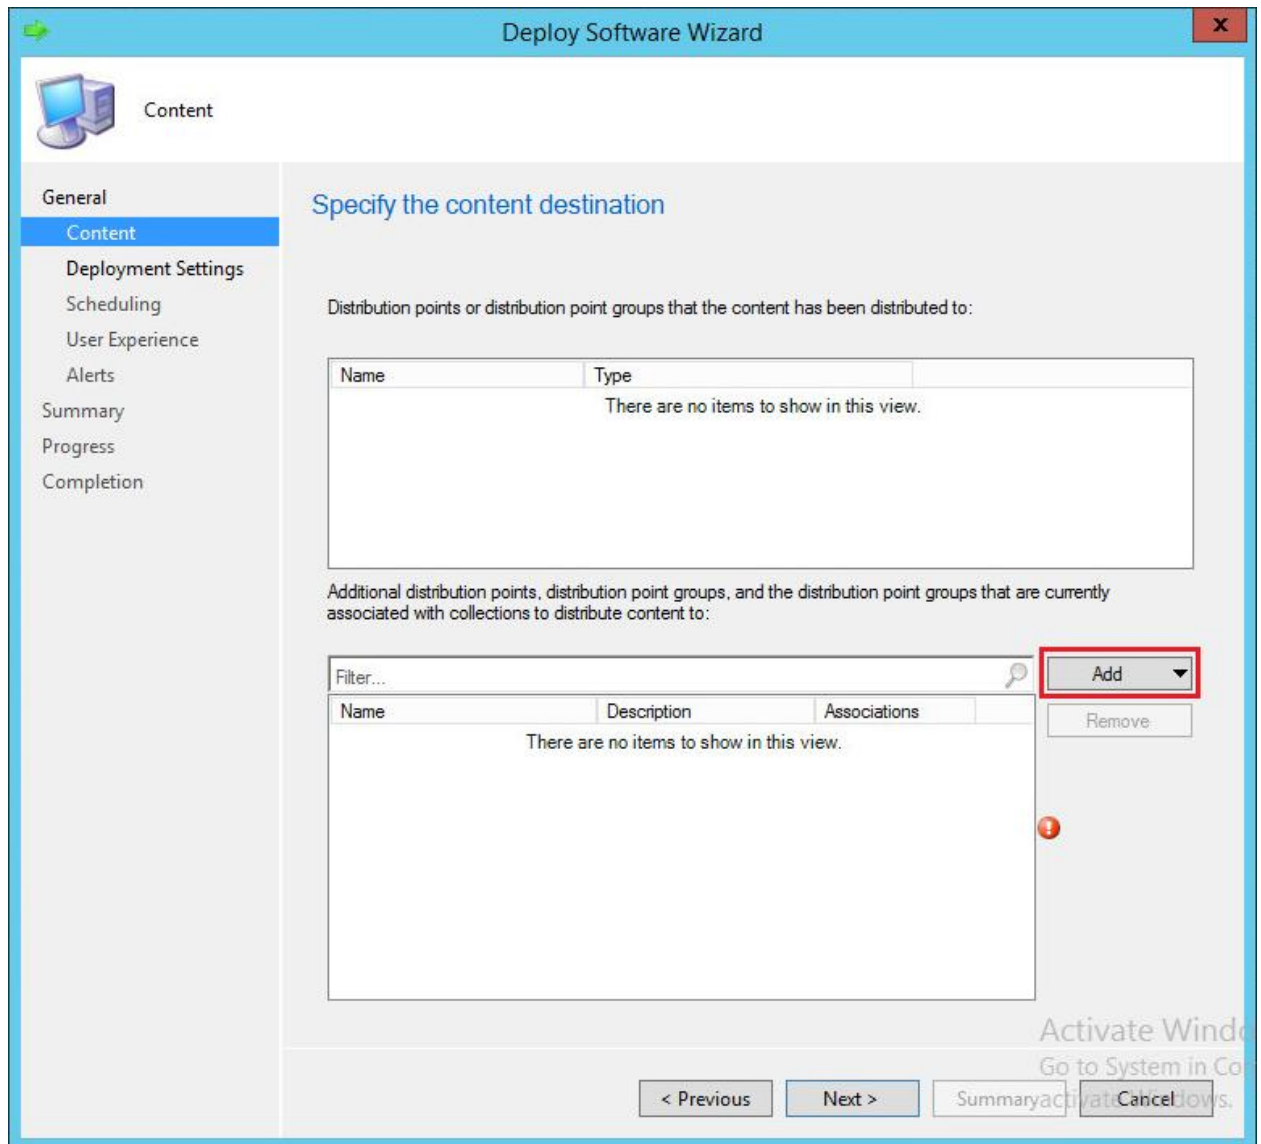 Deploy Software Wizard
X
Content
General
Content
Deployment Settings
Scheduling
User Experience
Alerts
Summary
Progress
Completion
Specify the content destination
Distribution points or distribution point groups that the content has been distributed to:
Name Type
There are no items to show in this view.
Additional distribution points, distribution point groups, and the distribution point groups that are currently
associated with collections to distribute content to:
Filter...
Add
Remove
Name Description Associations
There are no items to show in this view.
Activate Windo
Go to System in Co
activate Windows.
< Previous Next > Summary Cancel